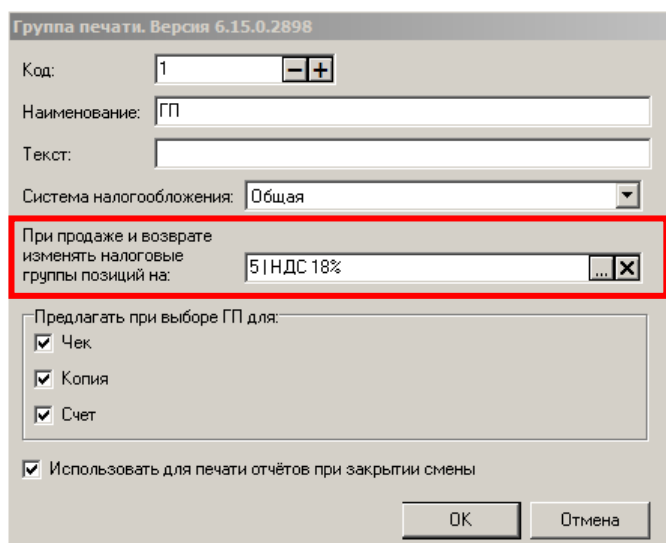 Группа печати. Версия 6.15.0.2898
Код: 1
Наименование: ГП
Текст:
Система налогообложения: Общая
При продаже и возврате
изменять налоговые
группы позиций на: 5 | НДС 18% ...
Предлагать при выборе ГП для:
Чек
Копия
Счет
Использовать для печати отчётов при закрытии смены
OK Отмена